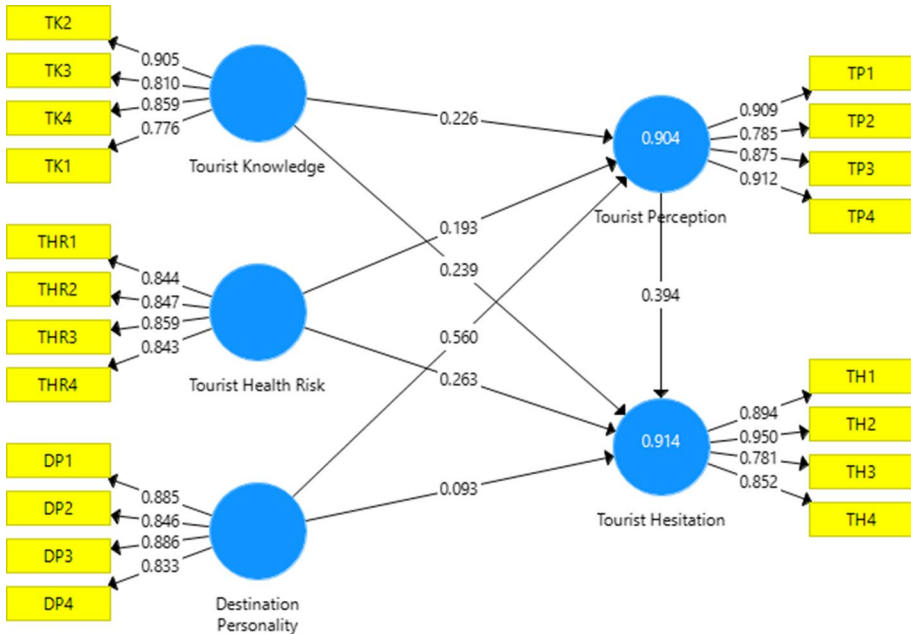 TK2
TK3
TK4
TK1
0.905
0.810
0.859
0.776
Tourist Knowledge
THR1
THR2
THR3
THR4
0.844
0.847
0.859
0.843
Tourist Health Risk
DP1
DP2
DP3
DP4
0.885
0.846
0.886
0.833
Destination
Personality
0.226
0.193
0.239
0.560
0.263
0.093
0.904
Tourist Perception
0.394
0.914
Tourist Hesitation
0.909
0.785
0.875
0.912
TP1
TP2
TP3
TP4
0.894
0.950
0.781
0.852
TH1
TH2
TH3
TH4